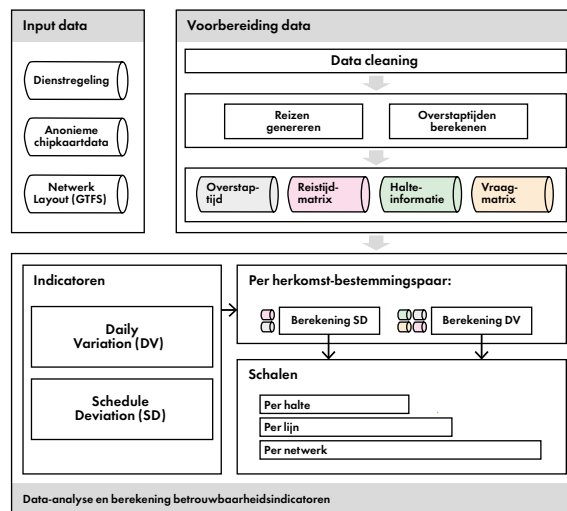 Input data
Dienstregeling
Anonieme
chipkaartdata
Netwerk
Layout (GTFS)
Voorbereiding data
Data cleaning
Reizen
genereren
Overstaptijden
berekenen
Overstap-
tijd
Reistijd-
matrix
Halte-
informatie
Vraag-
matrix
Indicatoren
Daily
Variation (DV)
Schedule
Deviation (SD)
Per herkomst-bestemmingspaar:
Berekening SD
Berekening DV
Schalen
Per halte
Per lijn
Per netwerk
Data-analyse en berekening betrouwbaarheidsindicatoren